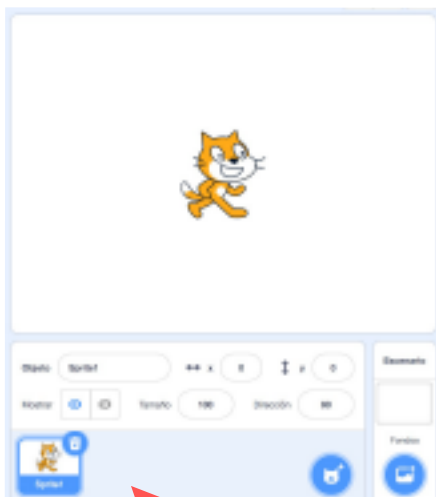 Objeto Sprite1 x 0 y 0
Escenario
Mostrar Tamaño 100 Dirección 90
Fondos
Sprite1